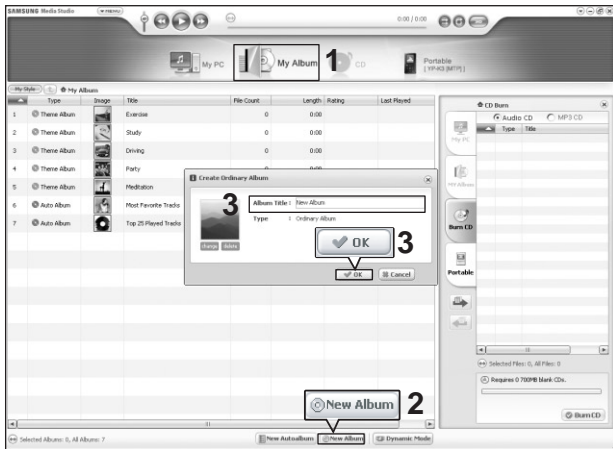 SAMSUNG Media Studio MENU
0:00 / 0:00
My PC
My Album 1
CD
Portable
[ YP-K3 [MTP] ]
My Style My Album
Type Image Title File Count Length Rating Last Played
1 Theme Album Exercise 0 0:00
2 Theme Album Study 0 0:00
3 Theme Album Driving 0 0:00
4 Theme Album Party 0 0:00
5 Theme Album Meditation
6 Auto Album Most Favorite Tracks
7 Auto Album Top 25 Played Tracks
Create Ordinary Album
3 Album Title : New Album
Type : Ordinary Album
change delete
OK 3
OK Cancel
CD Burn
Audio CD MP3 CD
Type Title
My PC
MY Album
Burn CD
Portable
Selected Files: 0, All Files: 0
Requires 0 700MB blank CDs.
Burn CD
New Album 2
Selected Albums: 0, All Albums: 7
New Autoalbum New Album Dynamic Mode